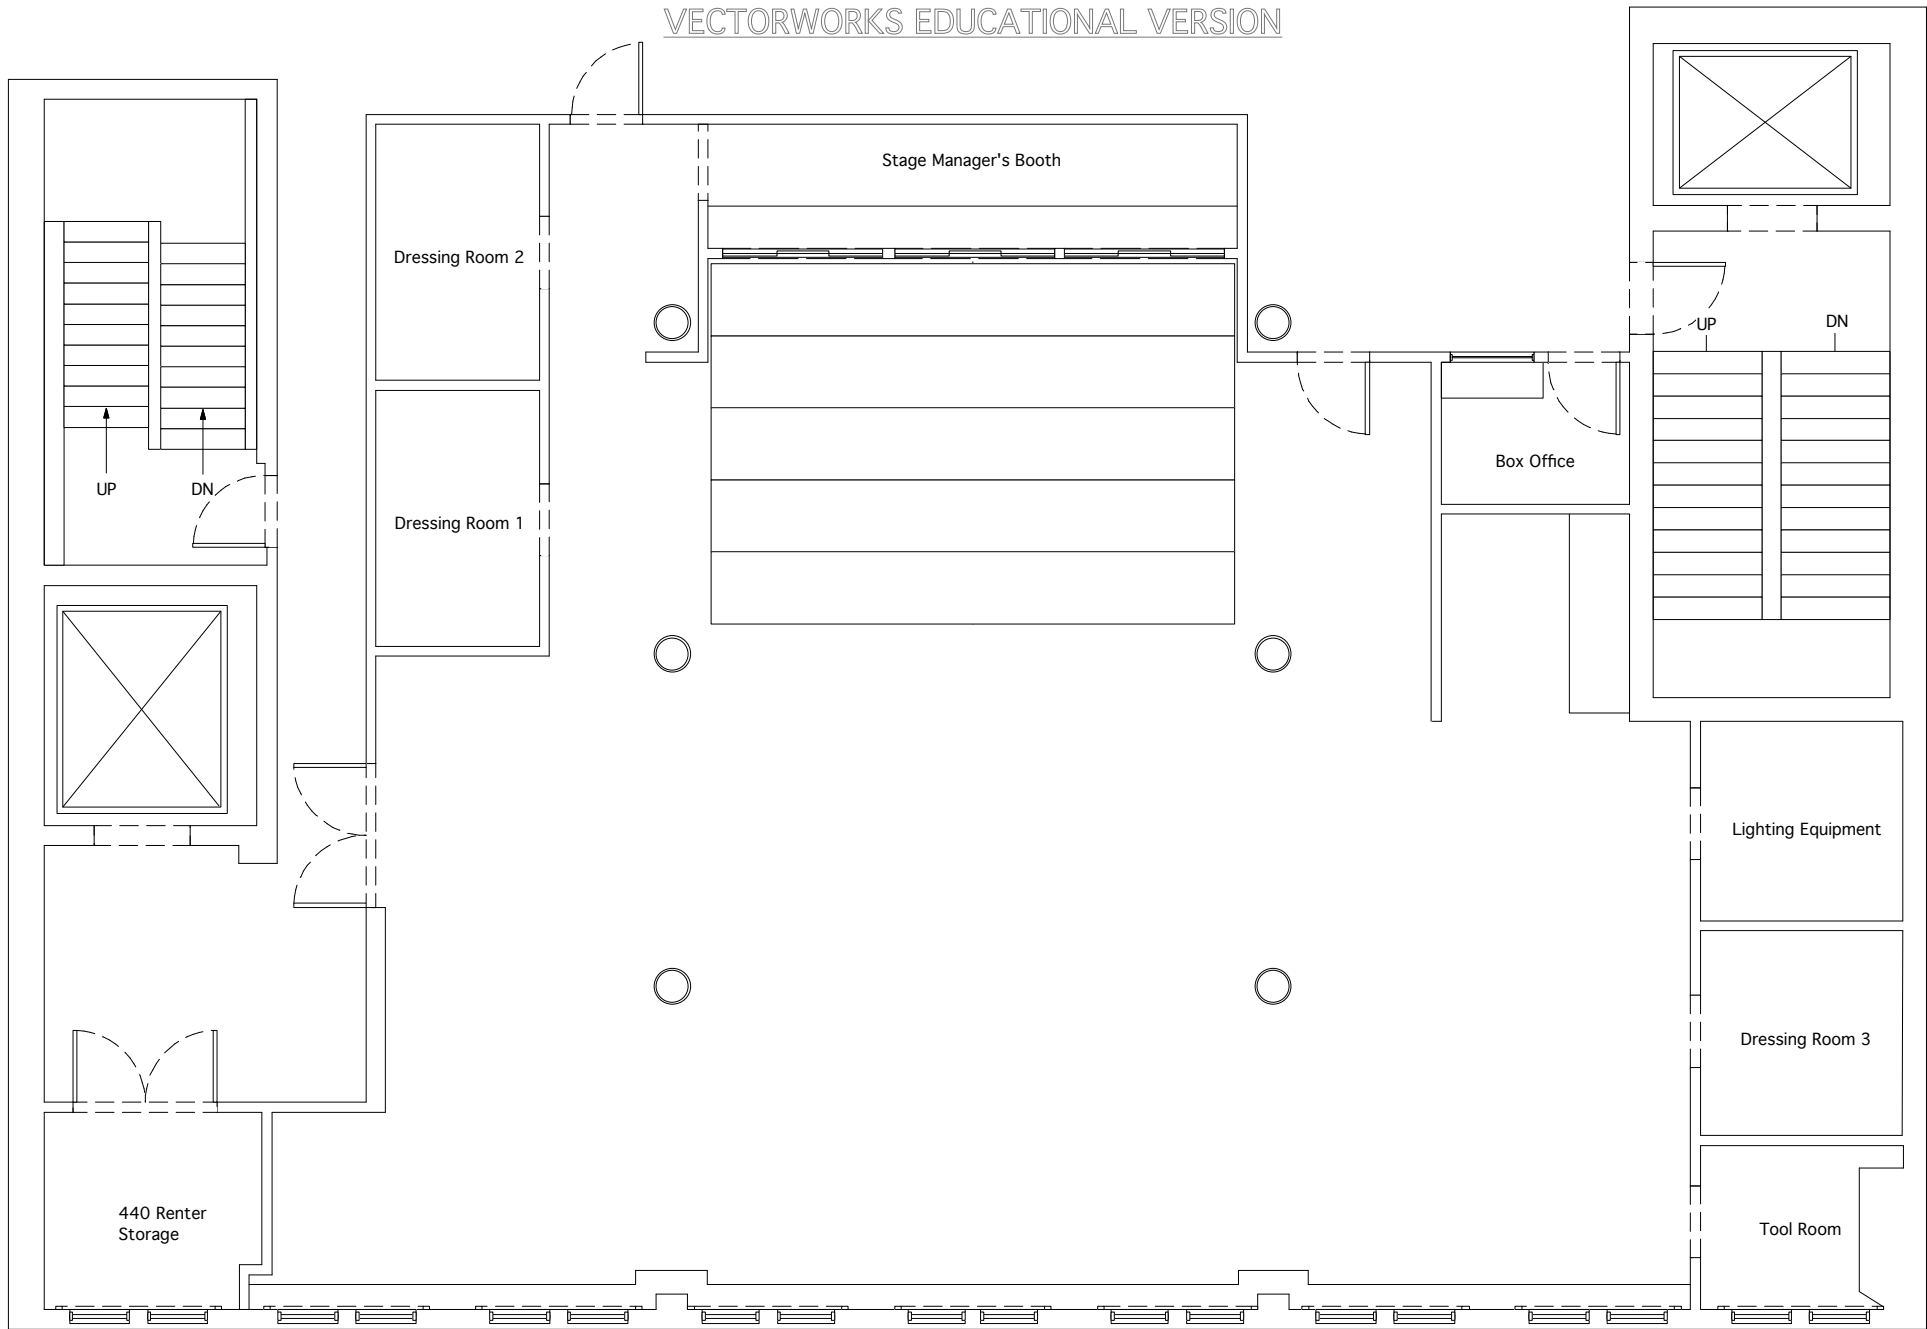 VECTORWORKS EDUCATIONAL VERSION
Stage Manager's Booth
Dressing Room 2
UP
DN
Box Office
UP
DN
Dressing Room 1
Lighting Equipment
Dressing Room 3
440 Renter
Storage
Tool Room